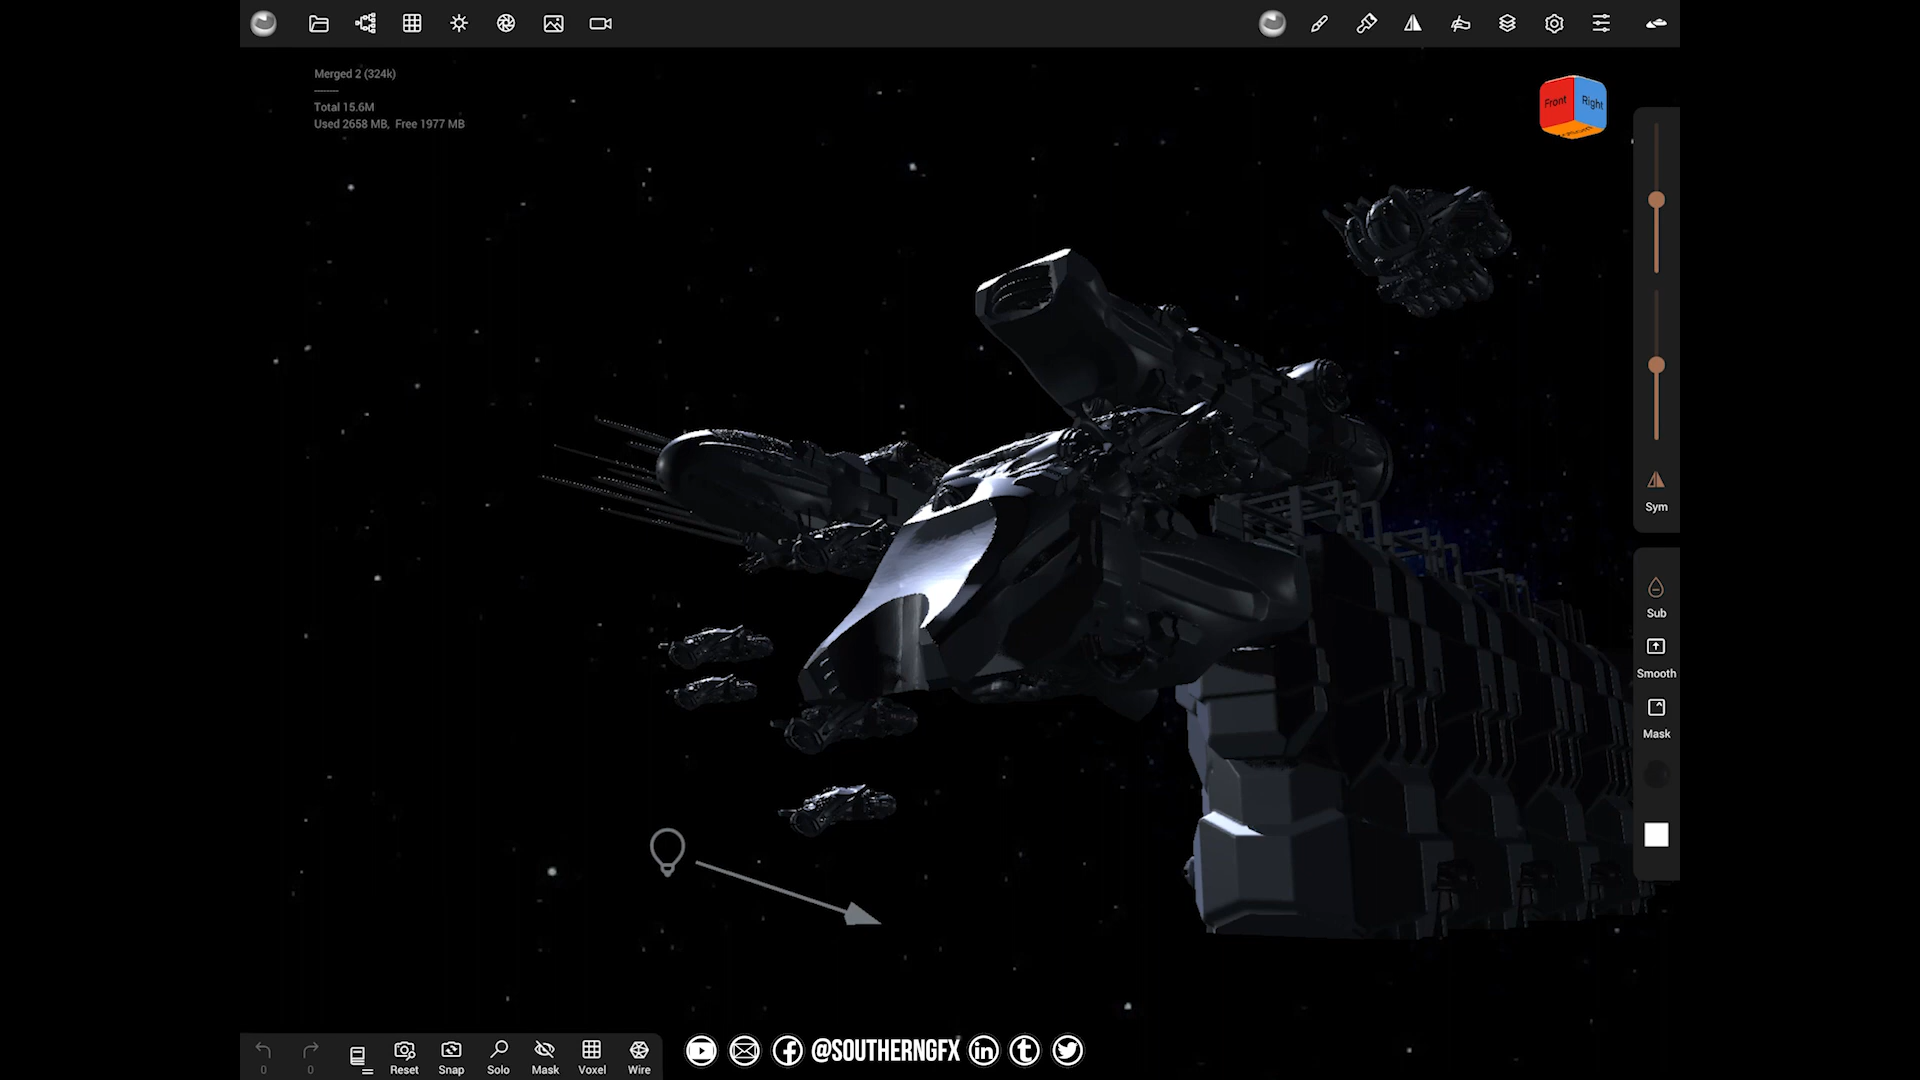 Merged 2 (324k)
Total 15.6M
Used 2658 MB, Free 1977 MB
Front
Right
Sym
Sub
Smooth
Mask
0
0
Reset
Snap
Solo
Mask
Voxel
Wire
@SOUTHERNGFX